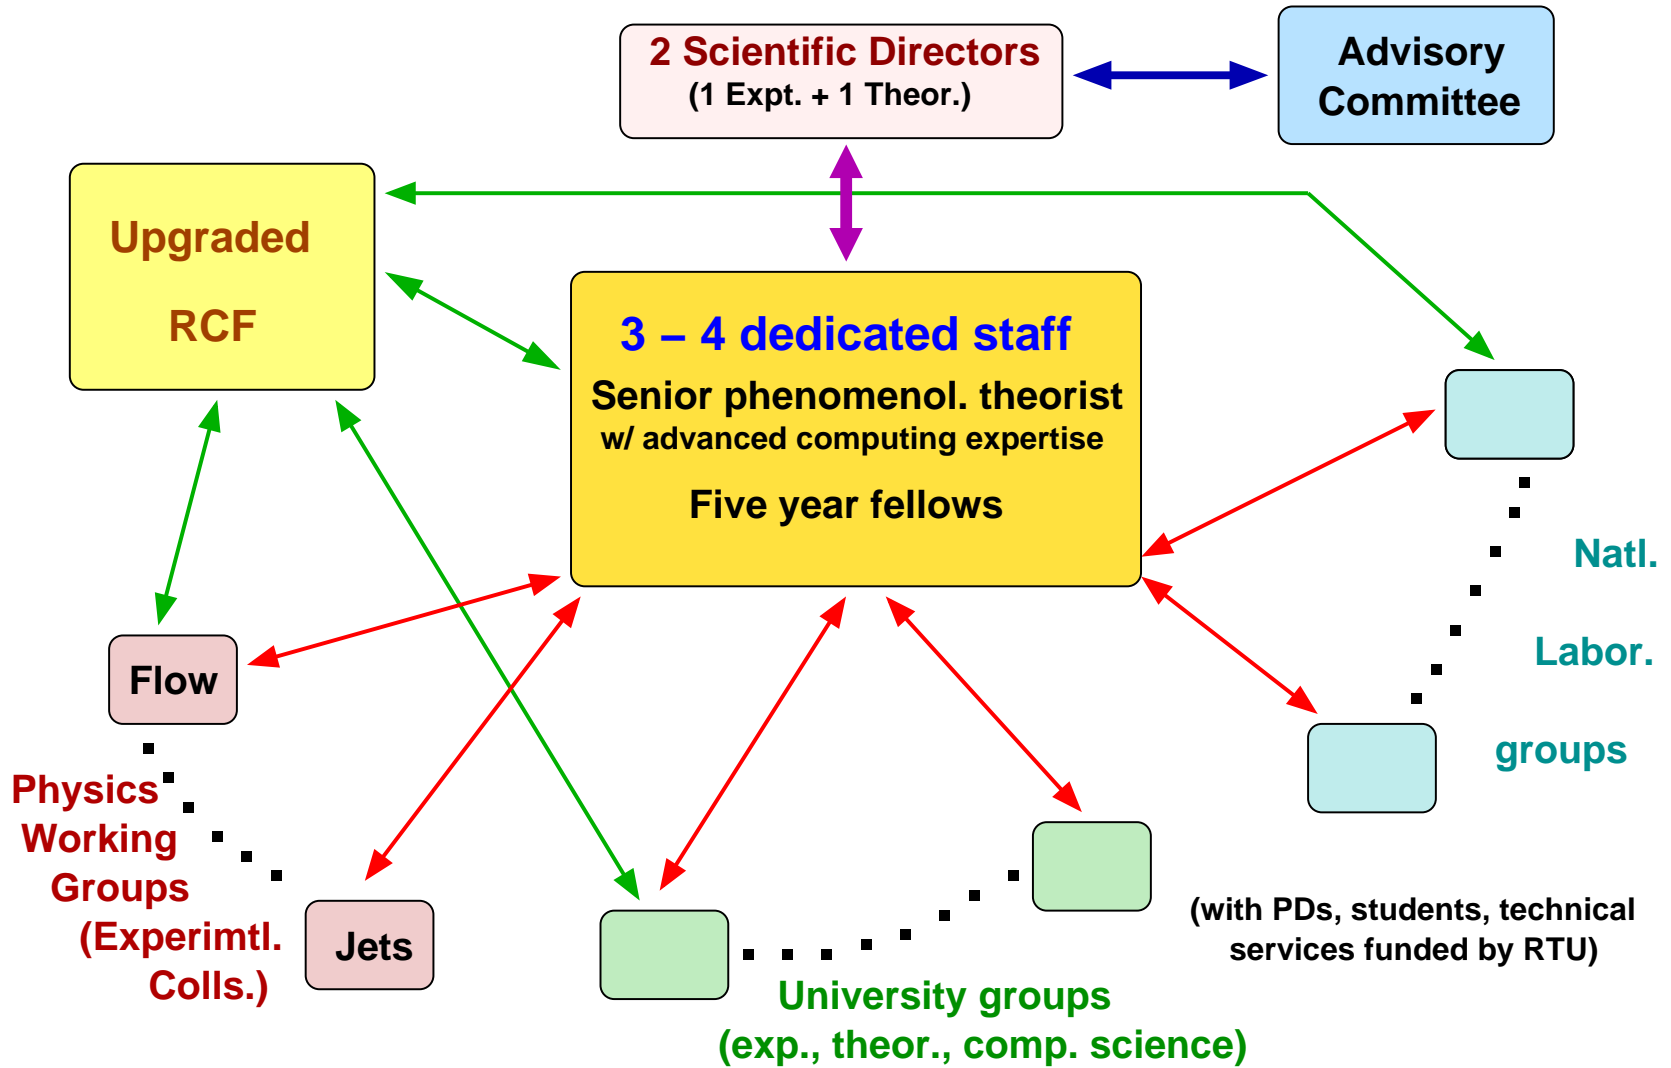 2 Scientific Directors
(1 Expt. + 1 Theor.)
Advisory
Committee
Upgraded
RCF
3 – 4 dedicated staff
Senior phenomenol. theorist
w/ advanced computing expertise
Five year fellows
Natl.
Labor.
groups
Flow
Physics
Working
Groups
(Experimtl.
Colls.)
Jets
(with PDs, students, technical
services funded by RTU)
University groups
(exp., theor., comp. science)